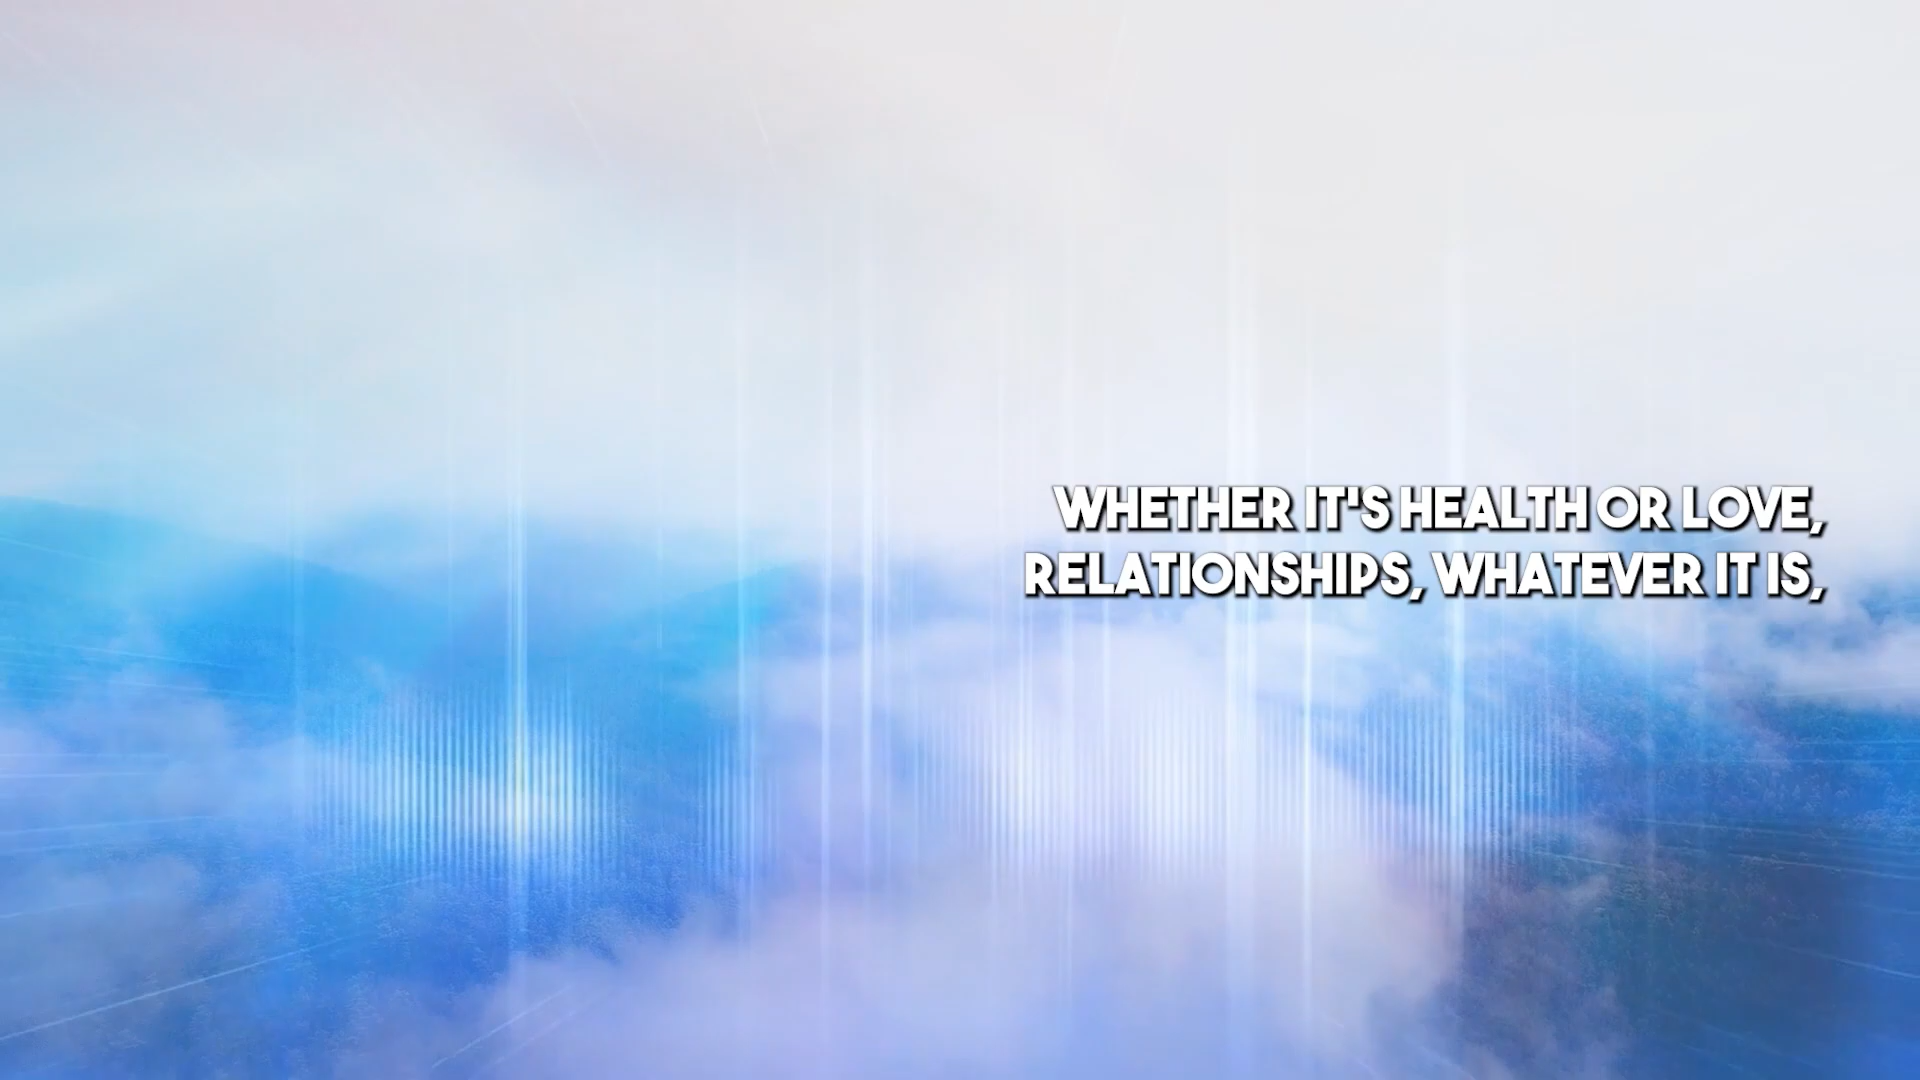 WHETHER IT'S HEALTH OR LOVE,
RELATIONSHIPS, WHATEVER IT IS,